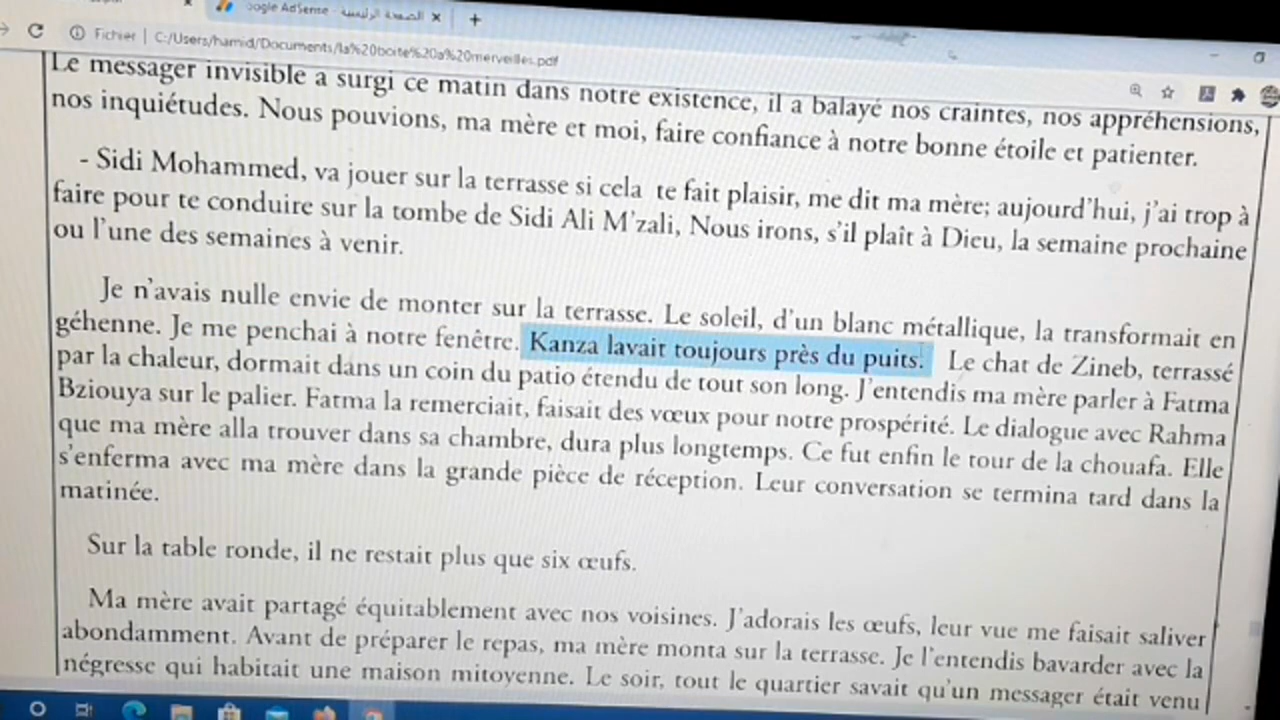 Google AdSense - الصفحة الرئيسية
Fichier | C:/Users/hamid/Documents/la%20boite%20a%20merveilles.pdf
Le messager invisible a surgi ce matin dans notre existence, il a balayé nos craintes, nos appréhensions,
nos inquiétudes. Nous pouvions, ma mère et moi, faire confiance à notre bonne étoile et patienter.
- Sidi Mohammed, va jouer sur la terrasse si cela te fait plaisir, me dit ma mère; aujourd'hui, j'ai trop à
faire pour te conduire sur la tombe de Sidi Ali M'zali, Nous irons, s'il plaît à Dieu, la semaine prochaine
ou l'une des semaines à venir.
Je n'avais nulle envie de monter sur la terrasse. Le soleil, d'un blanc métallique, la transformait en
géhenne. Je me penchai à notre fenêtre. Kanza lavait toujours près du puits. Le chat de Zineb, terrassé
par la chaleur, dormait dans un coin du patio étendu de tout son long. J'entendis ma mère parler à Fatma
Bziouya sur le palier. Fatma la remerciait, faisait des vœux pour notre prospérité. Le dialogue avec Rahma
que ma mère alla trouver dans sa chambre, dura plus longtemps. Ce fut enfin le tour de la chouafa. Elle
s'enferma avec ma mère dans la grande pièce de réception. Leur conversation se termina tard dans la
matinée.
Sur la table ronde, il ne restait plus que six œufs.
Ma mère avait partagé équitablement avec nos voisines. J'adorais les œufs, leur vue me faisait saliver
abondamment. Avant de préparer le repas, ma mère monta sur la terrasse. Je l'entendis bavarder avec la
négresse qui habitait une maison mitoyenne. Le soir, tout le quartier savait qu'un messager était venu